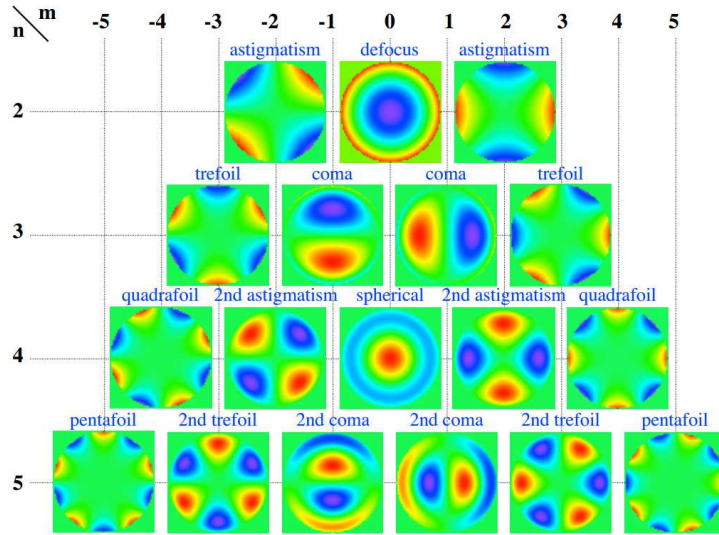 m
n
-5 -4 -3 -2 -1 0 1 2 3 4 5
astigmatism defocus astigmatism
2
trefoil coma coma trefoil
3
quadrafoil 2nd astigmatism spherical 2nd astigmatism quadrafoil
4
pentafoil 2nd trefoil 2nd coma 2nd coma 2nd trefoil pentafoil
5